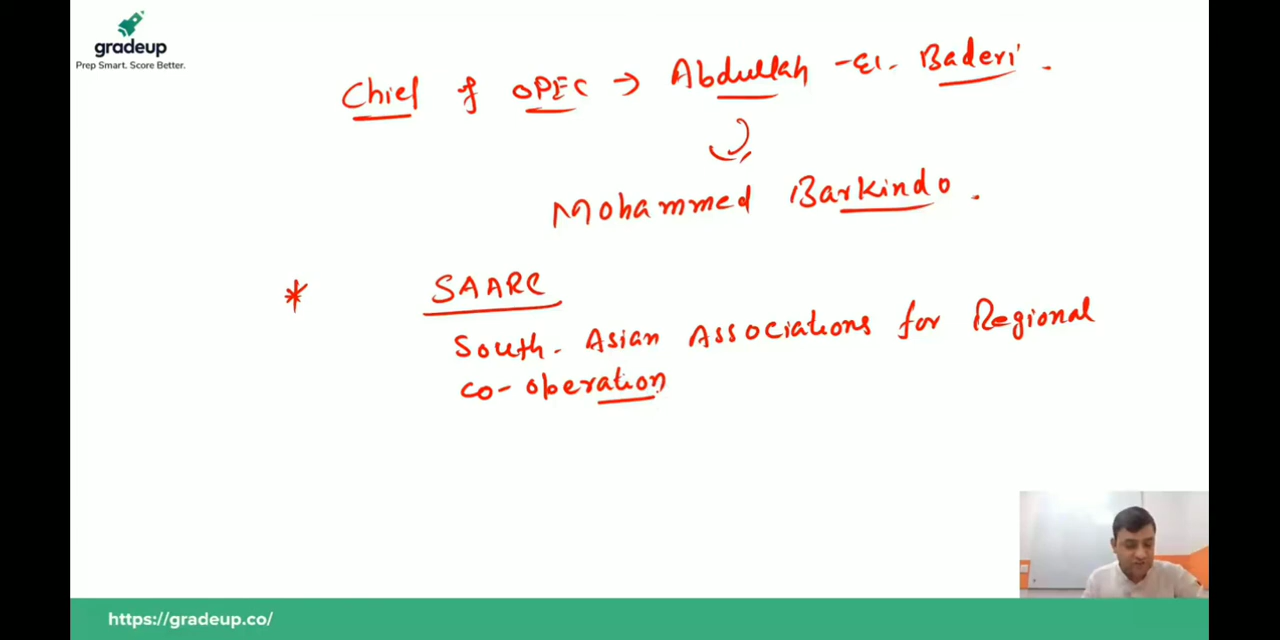 gradeup
Prep Smart. Score Better.
Chief of OPEC → Abdullah -El- Baderi.
Mohammed Barkindo.
* SAARC
South-Asian Associations for Regional
co-operation
https://gradeup.co/